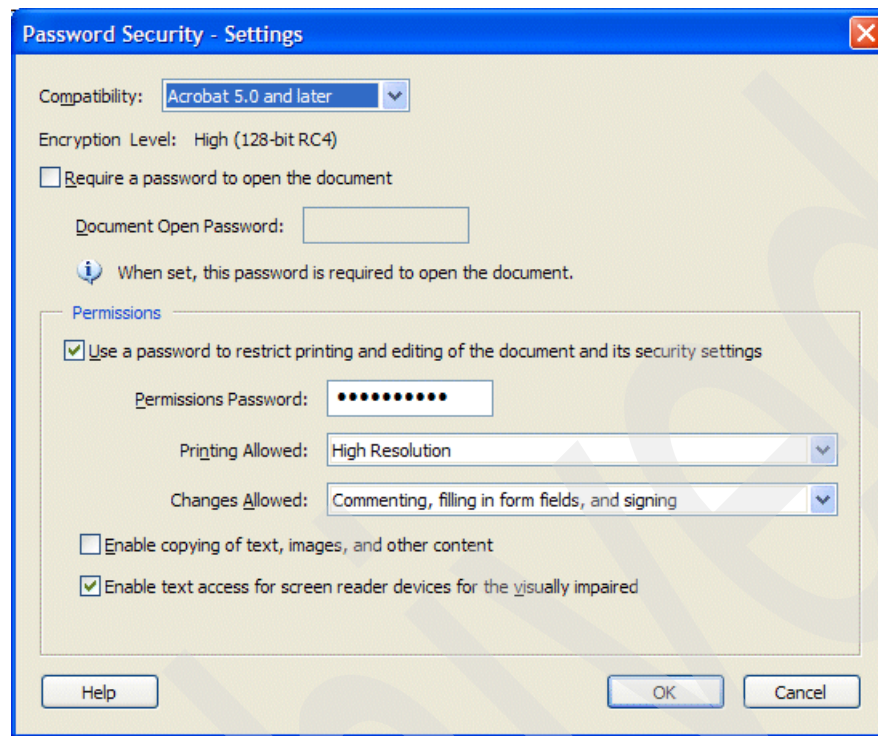 Password Security - Settings
Compatibility: Acrobat 5.0 and later
Encryption Level: High (128-bit RC4)
Require a password to open the document
Document Open Password:
When set, this password is required to open the document.
Permissions
Use a password to restrict printing and editing of the document and its security settings
Permissions Password: ••••••••••
Printing Allowed: High Resolution
Changes Allowed: Commenting, filling in form fields, and signing
Enable copying of text, images, and other content
Enable text access for screen reader devices for the visually impaired
Help OK Cancel